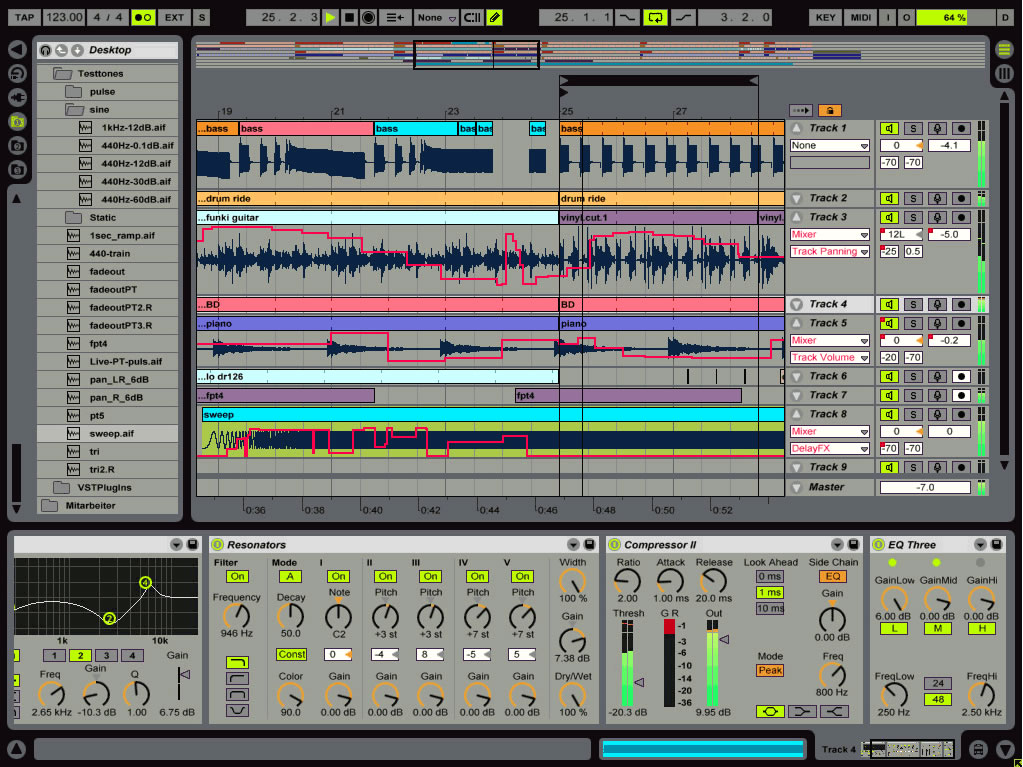 TAP 123.00 4 / 4 EXT S 25. 2. 3 None 25. 1. 1 3. 2. 0 KEY MIDI I O 64 % D
Desktop
Testtones
pulse
sine
1kHz-12dB.aif
440Hz-0.1dB.aif
440Hz-12dB.aif
440Hz-30dB.aif
440Hz-60dB.aif
Static
1sec_ramp.aif
440-train
fadeout
fadeoutPT
fadeoutPT2.R
fadeoutPT3.R
fpt4
Live-PT-puls.aif
pan_LR_6dB
pan_R_6dB
pt5
sweep.aif
tri
tri2.R
VSTPlugIns
Mitarbeiter
19 21 23 25 27
...bass bass bass bas bas bas bass
...drum ride drum ride
...funki guitar vinyl.cut.1 vinyl.
...BD BD
...piano piano
...lo dr126
...fpt4 fpt4
sweep
0:36 0:38 0:40 0:42 0:44 0:46 0:48 0:50 0:52
Track 1 S
None 0 -4.1
-70 -70
Track 2 S
Track 3 S
Mixer 12L -5.0
Track Panning -25 0.5
Track 4 S
Track 5 S
Mixer 0 -0.2
Track Volume -20 -70
Track 6 S
Track 7 S
Track 8 S
Mixer 0 0
DelayFX -70 -70
Track 9 S
Master -7.0
2 4
1k 10k
1 2 3 4 Gain
Freq Gain Q
2.65 kHz -10.3 dB 1.00 6.75 dB
Resonators
Filter Mode I II III IV V Width
On A On On On On On
100 %
Frequency Decay Note Pitch Pitch Pitch Pitch Gain
946 Hz 50.0 C2 +3 st +3 st +7 st +7 st
Const 0 -4 8 -5 5 7.38 dB
Color Gain Gain Gain Gain Gain Dry/Wet
90.0 0.00 dB 0.00 dB 0.00 dB 0.00 dB 0.00 dB 100 %
Compressor II
Ratio Attack Release Look Ahead Side Chain
2.00 1.00 ms 20.0 ms 0 ms 1 ms 10 ms EQ
Thresh G R Out Gain
-1
-3
-6
-10
-14
-20
-36
0.00 dB
Mode Freq
Peak 800 Hz
-20.3 dB 9.95 dB
EQ Three
GainLow GainMid GainHi
6.00 dB 0.00 dB 0.00 dB
L M H
FreqLow 24 FreqHi
250 Hz 48 2.50 kHz
Track 4